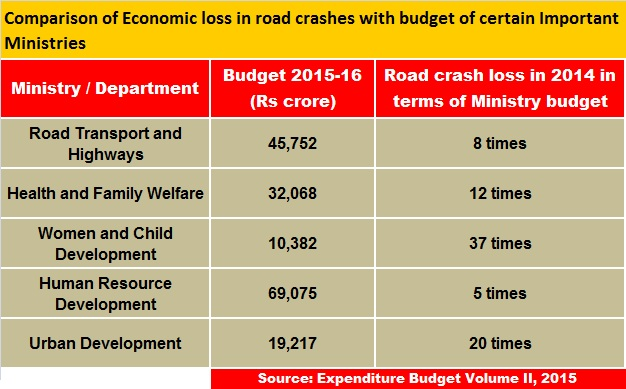 Comparison of Economic loss in road crashes with budget of certain Important
Ministries
Ministry / Department
Budget 2015-16
(Rs crore)
Road crash loss in 2014 in
terms of Ministry budget
Road Transport and
Highways
45,752
8 times
Health and Family Welfare
32,068
12 times
Women and Child
Development
10,382
37 times
Human Resource
Development
69,075
5 times
Urban Development
19,217
20 times
Source: Expenditure Budget Volume II, 2015